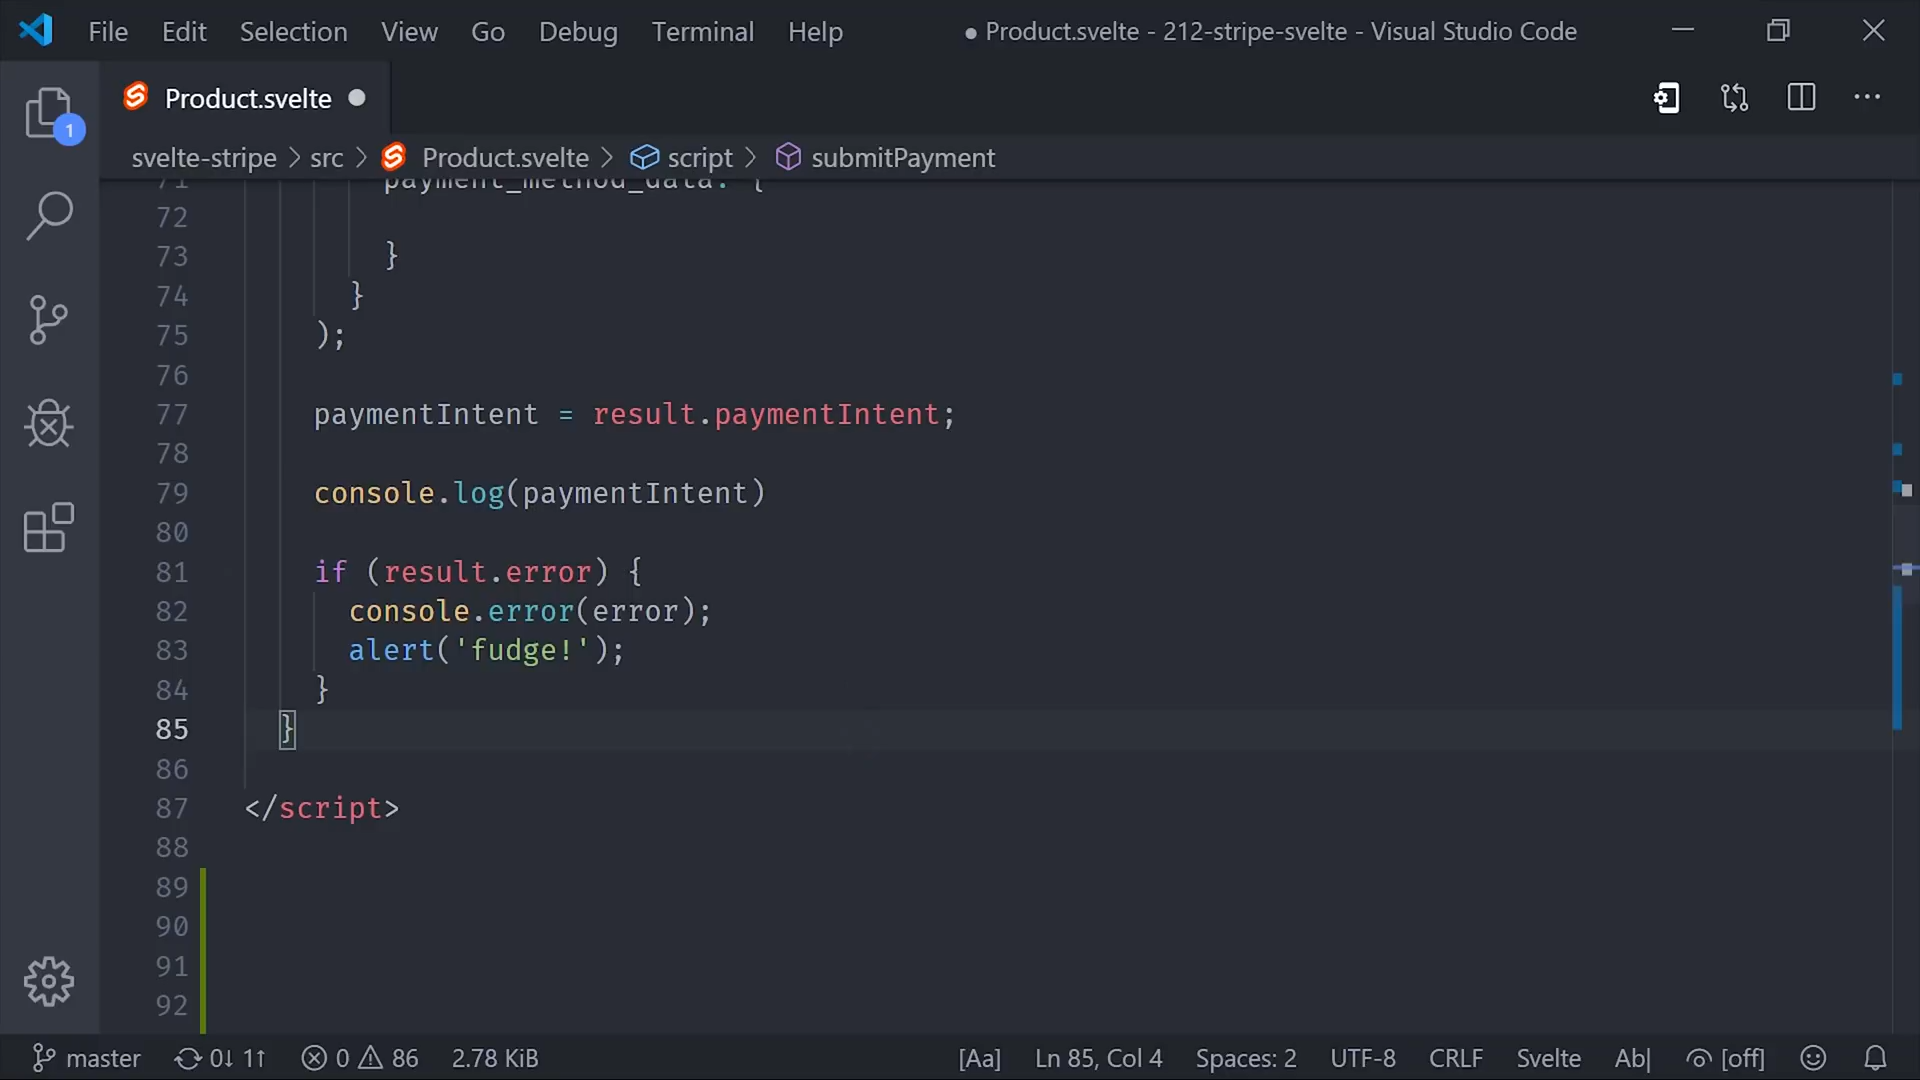 File Edit Selection View Go Debug Terminal Help ● Product.svelte - 212-stripe-svelte - Visual Studio Code
Product.svelte
1
svelte-stripe > src > Product.svelte > script > submitPayment
71 payment_method_data: {
72
73 }
74 }
75 );
76
77 paymentIntent = result.paymentIntent;
78
79 console.log(paymentIntent)
80
81 if (result.error) {
82 console.error(error);
83 alert('fudge!');
84 }
85 }
86
87 </script>
88
89
90
91
92
master 0↓ 1↑ 0 86 2.78 KiB [Aa] Ln 85, Col 4 Spaces: 2 UTF-8 CRLF Svelte Ab| [off]